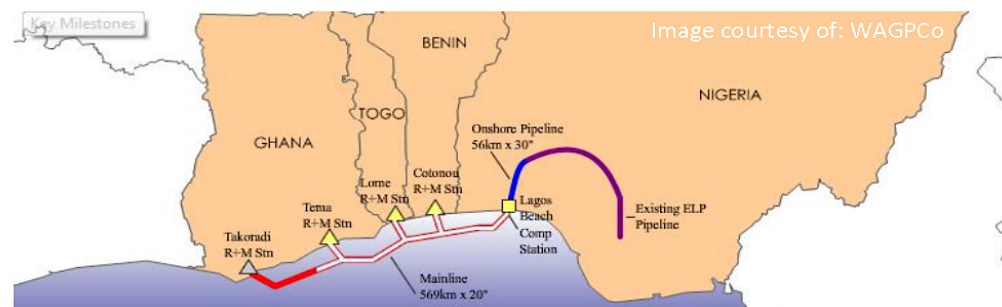 Key Milestones
Image courtesy of: WAGPCo
BENIN
NIGERIA
TOGO
GHANA
Onshore Pipeline
56km x 30"
Lome
R+M Stn
Cotonou
R+M Stn
Tema
R+M Stn
Lagos
Beach
Comp
Station
Existing ELP
Pipeline
Takoradi
R+M Stn
Mainline
569km x 20"